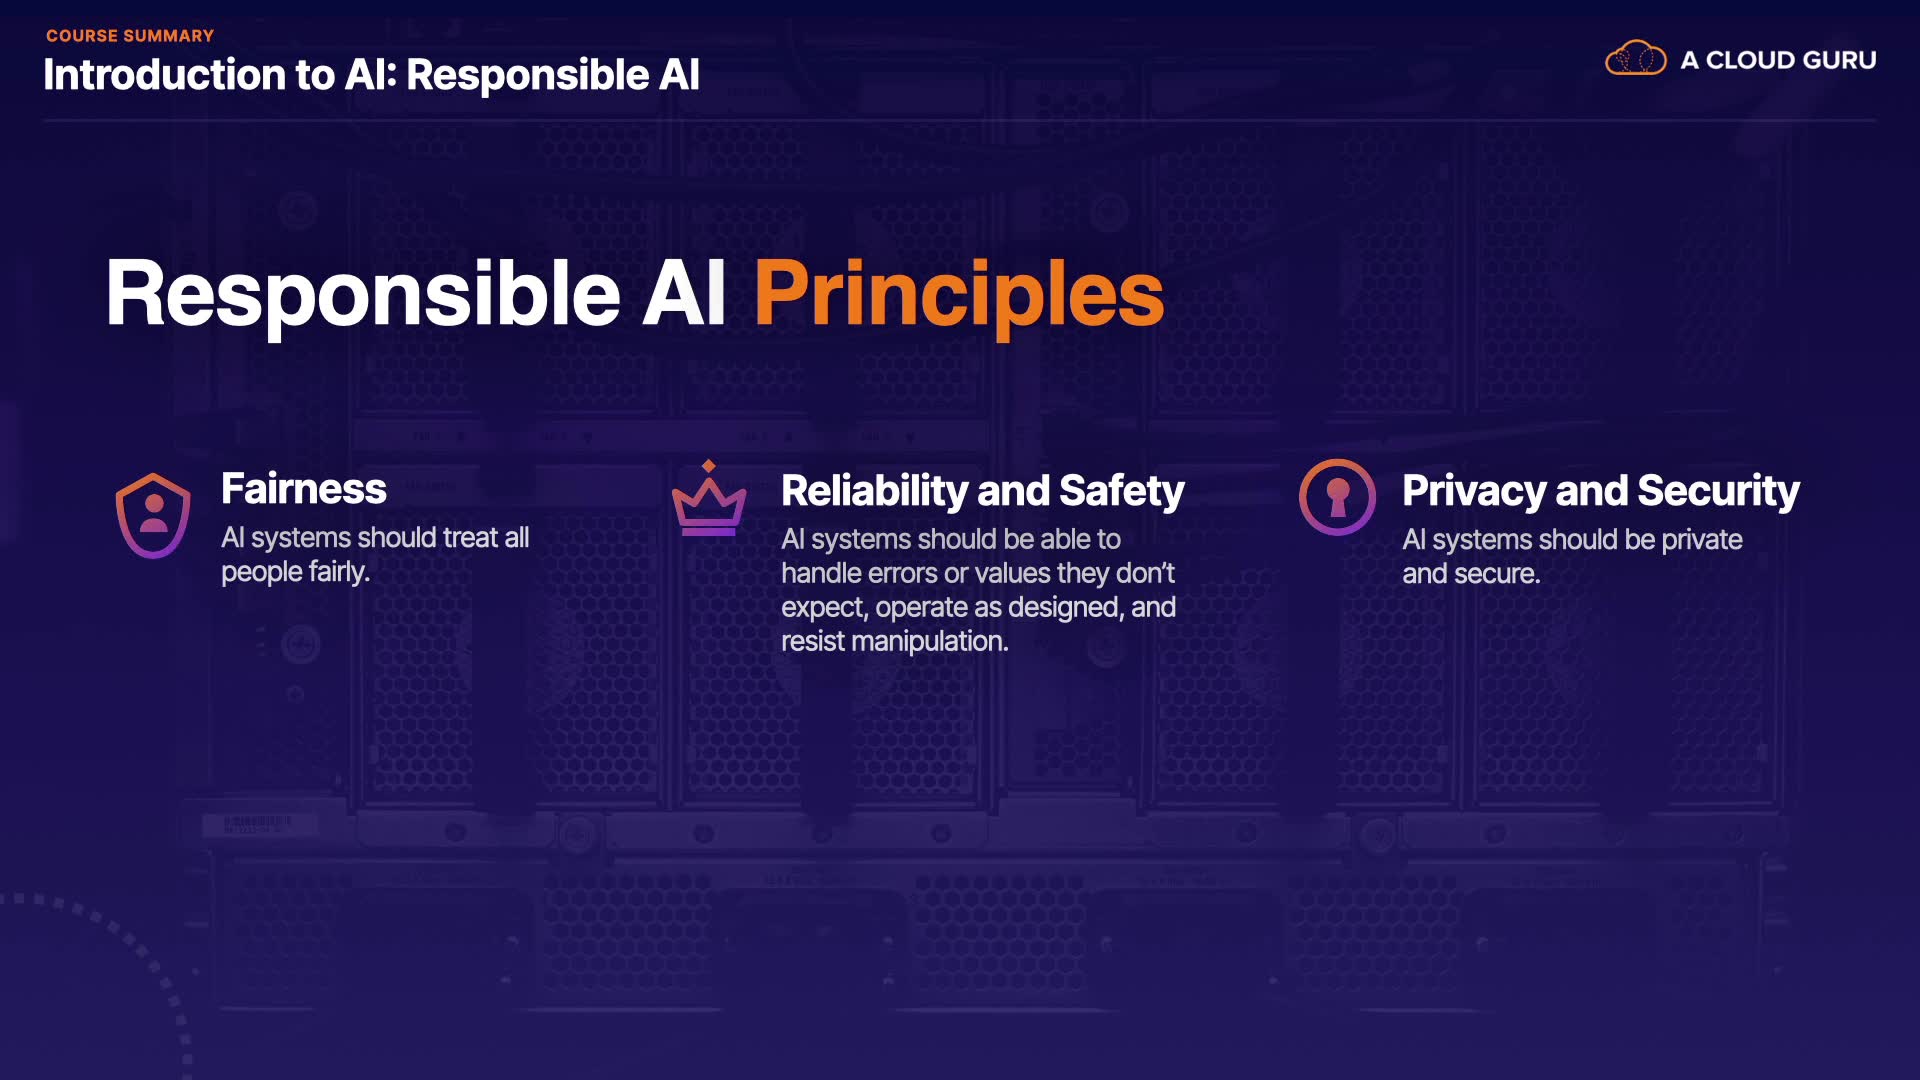 COURSE SUMMARY
Introduction to AI: Responsible AI
A CLOUD GURU
Responsible AI Principles
Fairness
AI systems should treat all
people fairly.
Reliability and Safety
AI systems should be able to
handle errors or values they don’t
expect, operate as designed, and
resist manipulation.
Privacy and Security
AI systems should be private
and secure.